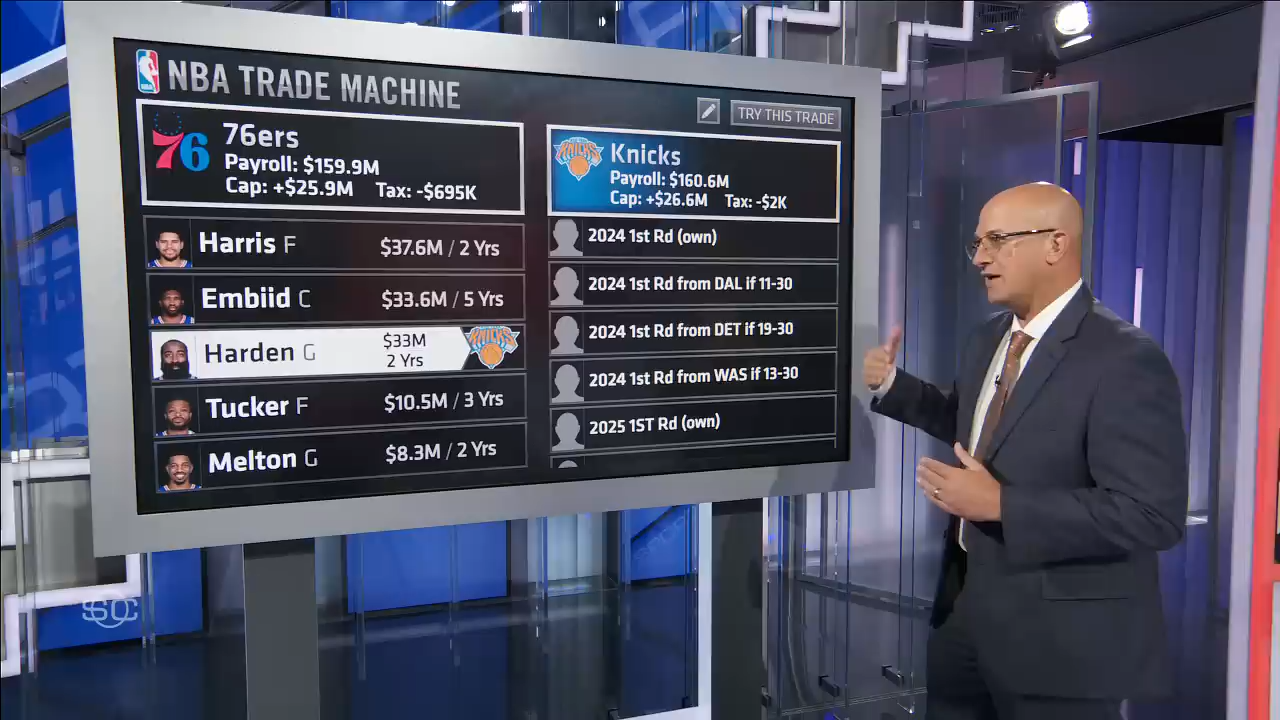 NBA TRADE MACHINE
TRY THIS TRADE
76
76ers
Payroll: $159.9M
Cap: +$25.9M Tax: -$695K
KNICKS
Knicks
Payroll: $160.6M
Cap: +$26.6M Tax: -$2K
Harris F $37.6M / 2 Yrs
Embiid C $33.6M / 5 Yrs
Harden G $33M
2 Yrs
KNICKS
Tucker F $10.5M / 3 Yrs
Melton G $8.3M / 2 Yrs
2024 1st Rd (own)
2024 1st Rd from DAL if 11-30
2024 1st Rd from DET if 19-30
2024 1st Rd from WAS if 13-30
2025 1ST Rd (own)
SC